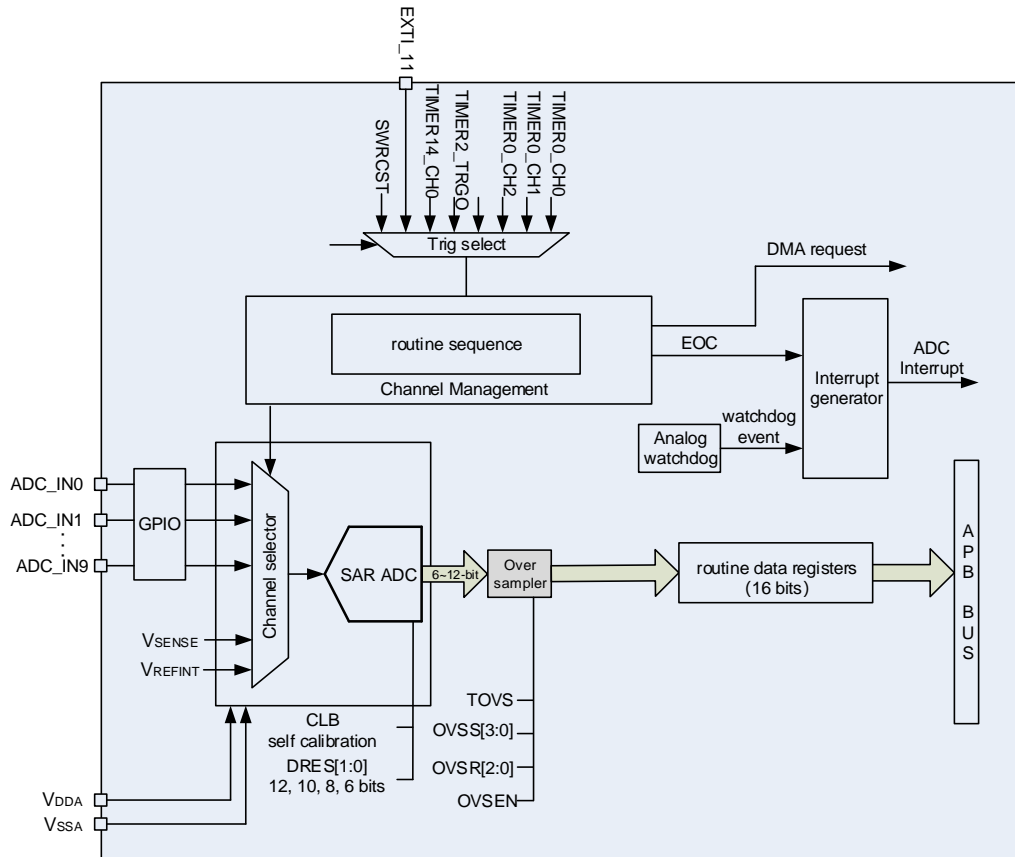 EXTI_11
SWRCST
TIMER14_CH0
TIMER2_TRGO
TIMER0_CH2
TIMER0_CH1
TIMER0_CH0
Trig select
DMA request
routine sequence
Channel Management
EOC
Interrupt
generator
ADC
Interrupt
Analog
watchdog
watchdog
event
ADC_IN0
ADC_IN1
ADC_IN9
GPIO
Channel selector
SAR ADC
6~12-bit
Over
sampler
routine data registers
(16 bits)
APB BUS
VSENSE
VREFINT
CLB
self calibration
DRES[1:0]
12, 10, 8, 6 bits
TOVS
OVSS[3:0]
OVSR[2:0]
OVSEN
VDDA
VSSA